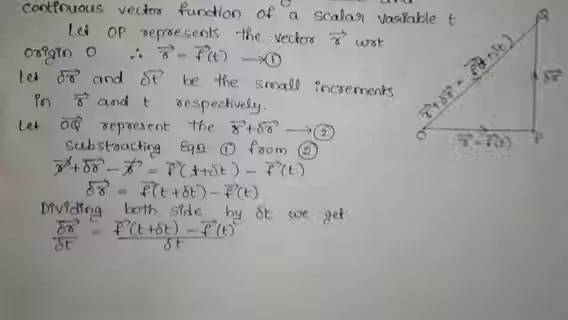 continuous vector function of a scalar variable t
Let OP represents the vector r⃗ wrt
origin O ∴ r⃗ = f⃗(t) → ①
Let δr⃗ and δt⃗ be the small increments
in r⃗ and t respectively.
Let OQ⃗ represent the r⃗+δr⃗ → ②
Substracting Eqn ① from ②
r⃗+δr⃗ - r⃗ = f⃗(t+δt) - f⃗(t)
δr⃗ = f⃗(t+δt) - f⃗(t)
Dividing both side by δt we get
δr⃗/δt = f⃗(t+δt) - f⃗(t)/δt
Q
r⃗+δr⃗ = f⃗(t+δt)
δr⃗
O
P
r⃗ = f⃗(t)